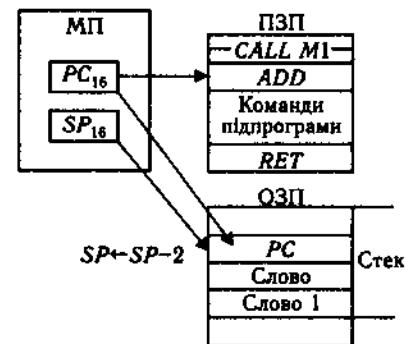 МП
PC16
SP16
ПЗП
CALL M1
ADD
Команди
підпрограми
RET
ОЗП
SP←SP−2
PC
Слово
Слово 1
Стек